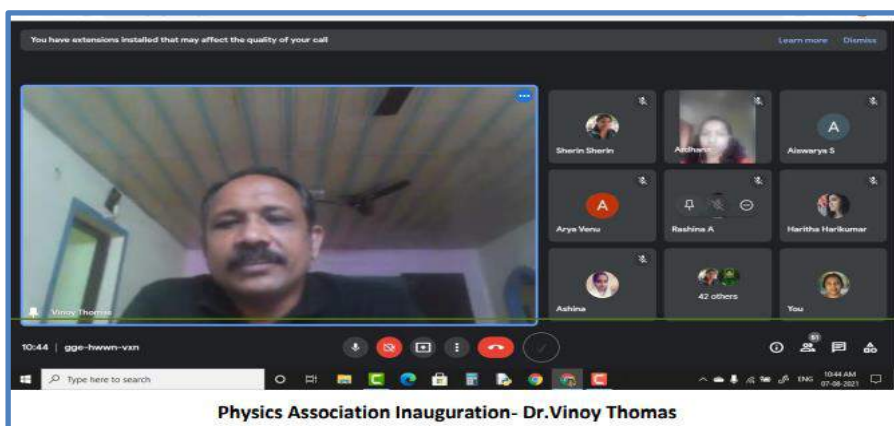 You have extensions installed that may affect the quality of your call
Learn more Dismiss
Sherin Sherin
Aiswarya S
A
Arya Venu
A
Rashina A
Haritha Harikumar
Vinoy Thomas
Ashina
42 others
You
10:44 | gge-hwwn-vxn
51
Type here to search
ENG
10:44 AM
07-08-2021
Physics Association Inauguration- Dr.Vinoy Thomas